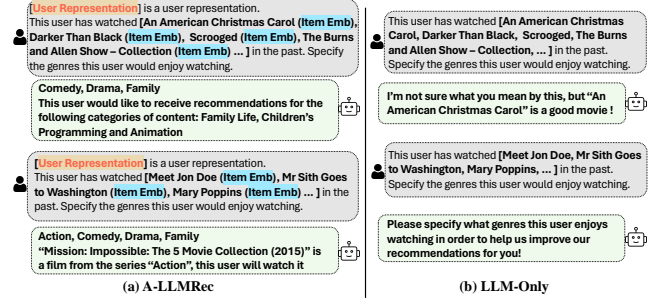 [User Representation] is a user representation.
This user has watched [An American Christmas Carol (Item Emb),
Darker Than Black (Item Emb), Scrooged (Item Emb), The Burns
and Allen Show – Collection (Item Emb) ... ] in the past. Specify
the genres this user would enjoy watching.
Comedy, Drama, Family
This user would like to receive recommendations for the
following categories of content: Family Life, Children's
Programming and Animation
[User Representation] is a user representation.
This user has watched [Meet Jon Doe (Item Emb), Mr Sith Goes
to Washington (Item Emb), Mary Poppins (Item Emb) ... ] in the
past. Specify the genres this user would enjoy watching.
Action, Comedy, Drama, Family
"Mission: Impossible: The 5 Movie Collection (2015)" is
a film from the series "Action", this user will watch it
(a) A-LLMRec
This user has watched [An American Christmas
Carol, Darker Than Black, Scrooged, The Burns
and Allen Show – Collection, ... ] in the past.
Specify the genres this user would enjoy watching.
I'm not sure what you mean by this, but "An
American Christmas Carol" is a good movie !
This user has watched [Meet Jon Doe, Mr Sith Goes
to Washington, Mary Poppins, ... ] in the past.
Specify the genres this user would enjoy watching.
Please specify what genres this user enjoys
watching in order to help us improve our
recommendations for you!
(b) LLM-Only